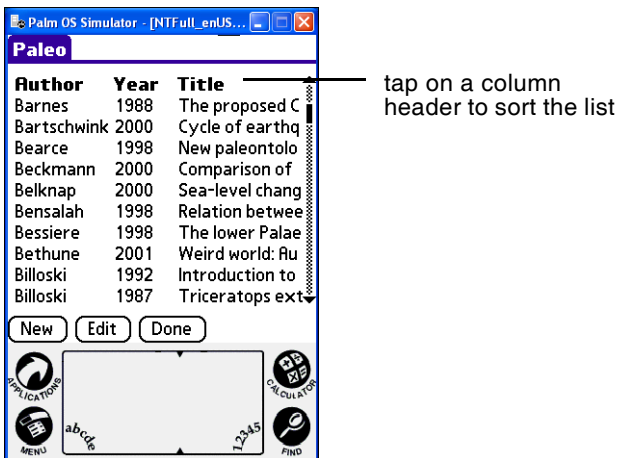 Palm OS Simulator - [NTFull_enUS...
Paleo
Author Year Title
Barnes 1988 The proposed C
Bartschwink 2000 Cycle of earthq
Bearce 1998 New paleontolo
Beckmann 2000 Comparison of
Belknap 2000 Sea-level chang
Bensalah 1998 Relation betwee
Bessiere 1998 The lower Palae
Bethune 2001 Weird world: Au
Billoski 1992 Introduction to
Billoski 1987 Triceratops ext
New Edit Done
APPLICATIONS
CALCULATOR
MENU
abcde
12345
FIND
tap on a column
header to sort the list